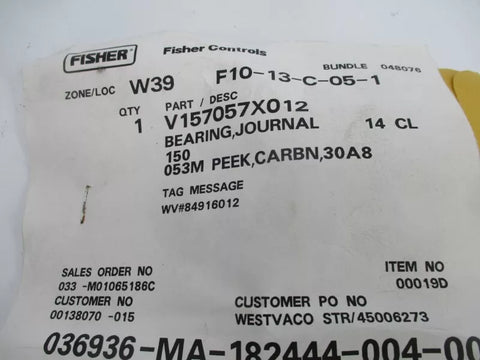 FISHER Fisher Controls
BUNDLE 048076
ZONE/LOC W39 F10-13-C-05-1
QTY PART / DESC
1 V157057X012
BEARING,JOURNAL 14 CL
150
053M PEEK,CARBN,30A8
TAG MESSAGE
WV#84916012
SALES ORDER NO ITEM NO
033 -M01065186C 00019D
CUSTOMER NO CUSTOMER PO NO
00138070 -015 WESTVACO STR/45006273
036936-MA-182444-004-00